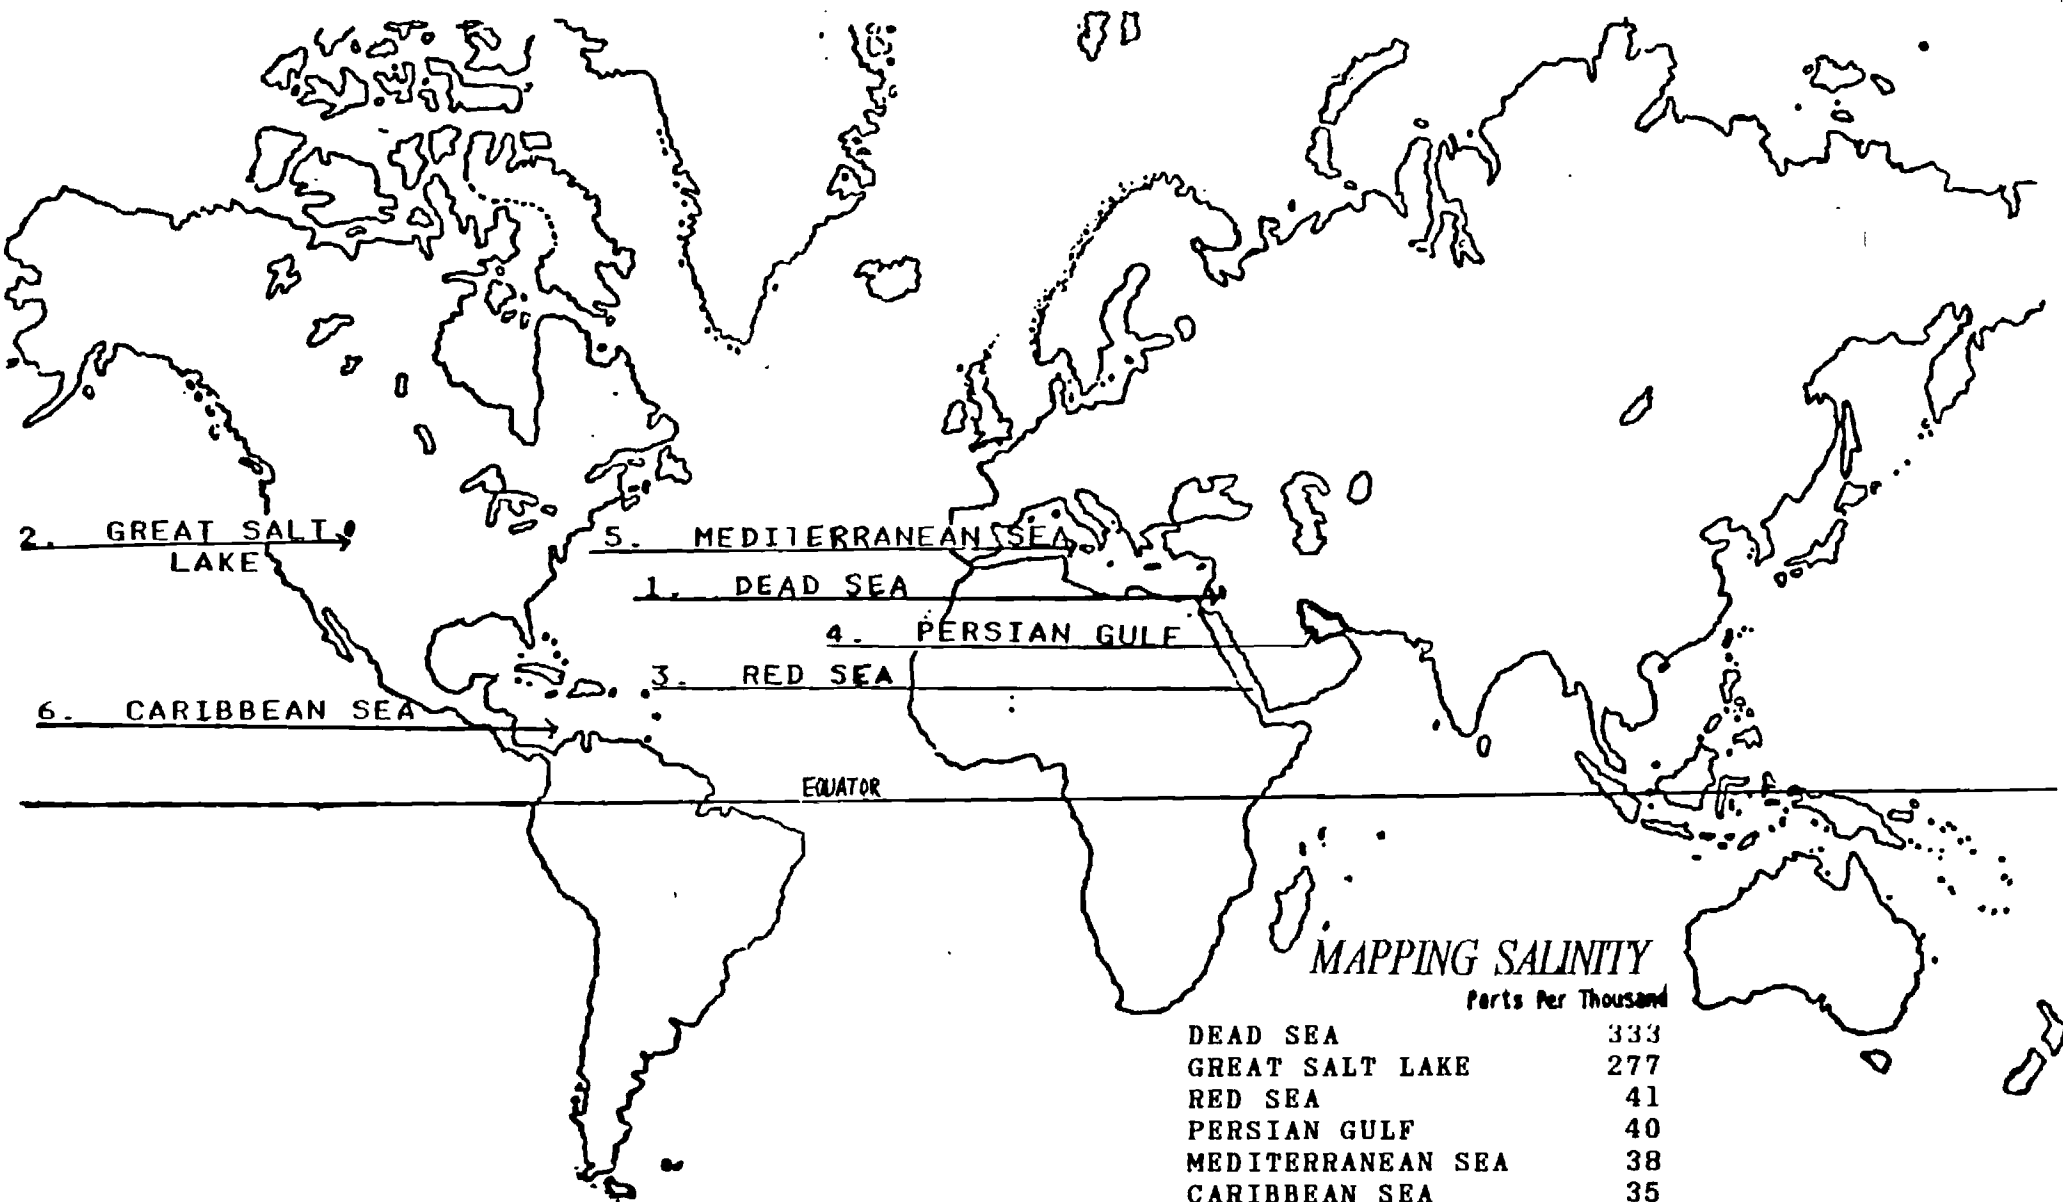 2. GREAT SALT
LAKE
5. MEDITERRANEAN SEA
1. DEAD SEA
4. PERSIAN GULF
3. RED SEA
6. CARIBBEAN SEA
EQUATOR
MAPPING SALINITY
Parts Per Thousand
DEAD SEA 333
GREAT SALT LAKE 277
RED SEA 41
PERSIAN GULF 40
MEDITERRANEAN SEA 38
CARIBBEAN SEA 35